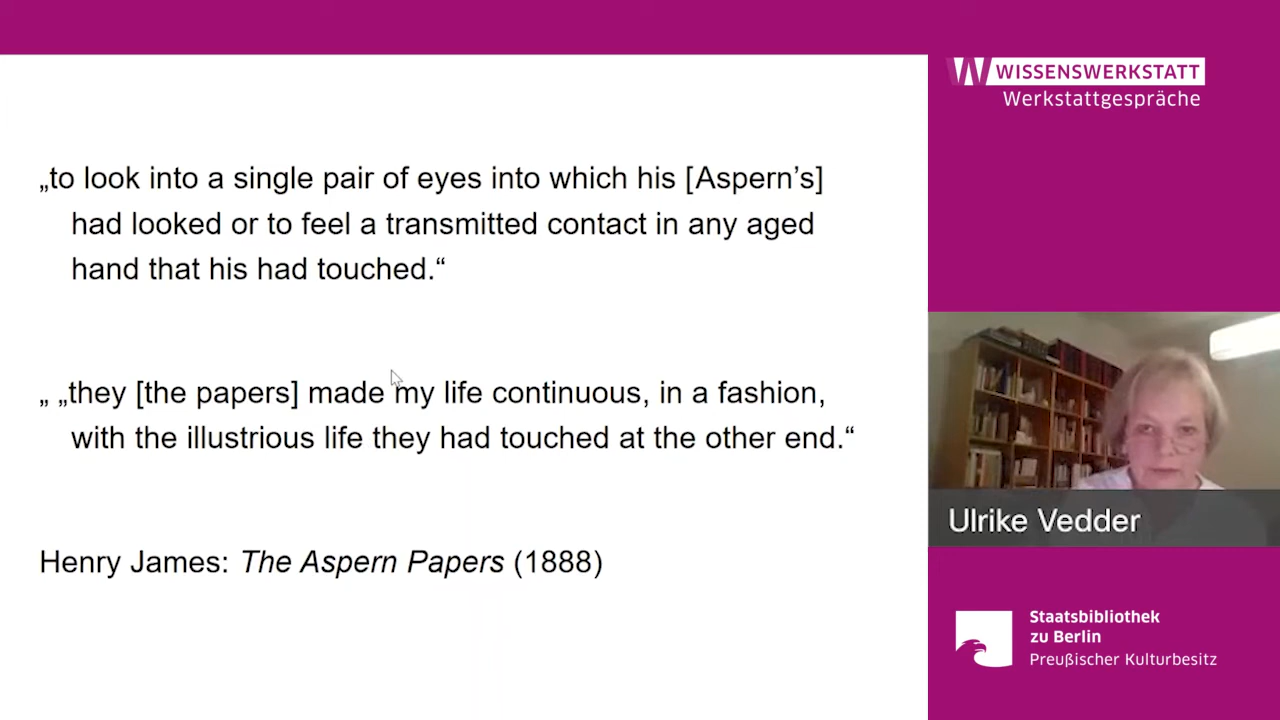 „to look into a single pair of eyes into which his [Aspern’s]
had looked or to feel a transmitted contact in any aged
hand that his had touched.“
„ „they [the papers] made my life continuous, in a fashion,
with the illustrious life they had touched at the other end.“
Henry James: The Aspern Papers (1888)
W WISSENSWERKSTATT
Werkstattgespräche
Ulrike Vedder
Staatsbibliothek
zu Berlin
Preußischer Kulturbesitz